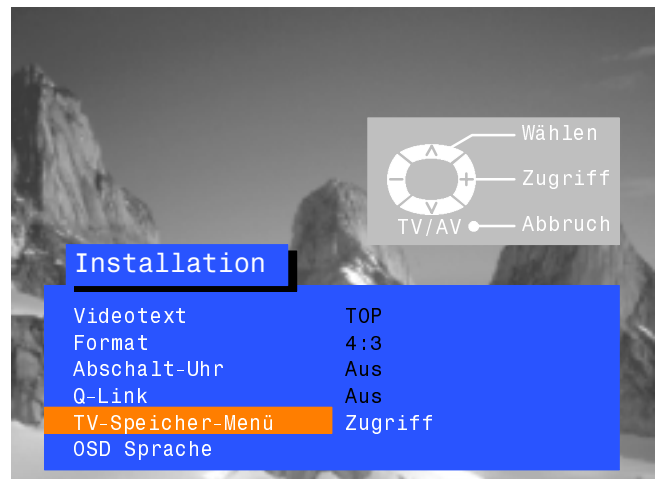 Wählen
Zugriff
TV/AV Abbruch
Installation
Videotext TOP
Format 4:3
Abschalt-Uhr Aus
Q-Link Aus
TV-Speicher-Menü Zugriff
OSD Sprache